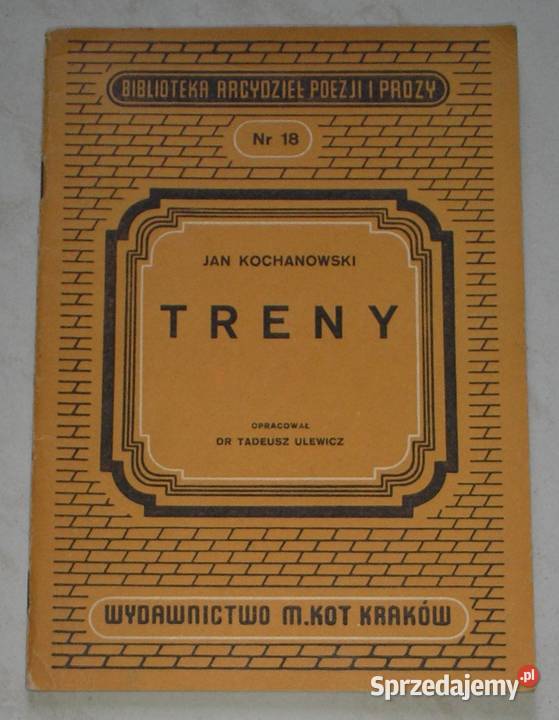 BIBLIOTEKA ARCYDZIEŁ POEZJI I PROZY
Nr 18
JAN KOCHANOWSKI
TRENY
OPRACOWAŁ
DR TADEUSZ ULEWICZ
WYDAWNICTWO M.KOT KRAKÓW
Sprzedajemy.pl